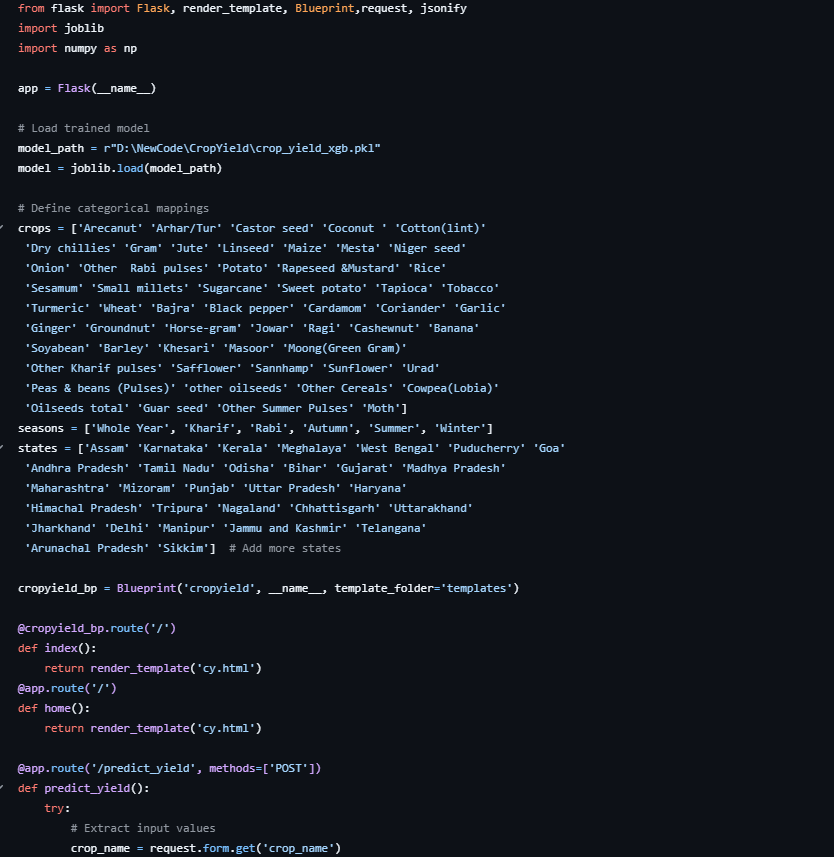 from flask import Flask, render_template, Blueprint,request, jsonify
import joblib
import numpy as np
app = Flask(__name__)
# Load trained model
model_path = r"D:\NewCode\CropYield\crop_yield_xgb.pkl"
model = joblib.load(model_path)
# Define categorical mappings
crops = ['Arecanut' 'Arhar/Tur' 'Castor seed' 'Coconut ' 'Cotton(lint)'
 'Dry chillies' 'Gram' 'Jute' 'Linseed' 'Maize' 'Mesta' 'Niger seed'
 'Onion' 'Other  Rabi pulses' 'Potato' 'Rapeseed &Mustard' 'Rice'
 'Sesamum' 'Small millets' 'Sugarcane' 'Sweet potato' 'Tapioca' 'Tobacco'
 'Turmeric' 'Wheat' 'Bajra' 'Black pepper' 'Cardamom' 'Coriander' 'Garlic'
 'Ginger' 'Groundnut' 'Horse-gram' 'Jowar' 'Ragi' 'Cashewnut' 'Banana'
 'Soyabean' 'Barley' 'Khesari' 'Masoor' 'Moong(Green Gram)'
 'Other Kharif pulses' 'Safflower' 'Sannhamp' 'Sunflower' 'Urad'
 'Peas & beans (Pulses)' 'other oilseeds' 'Other Cereals' 'Cowpea(Lobia)'
 'Oilseeds total' 'Guar seed' 'Other Summer Pulses' 'Moth']
seasons = ['Whole Year', 'Kharif', 'Rabi', 'Autumn', 'Summer', 'Winter']
states = ['Assam' 'Karnataka' 'Kerala' 'Meghalaya' 'West Bengal' 'Puducherry' 'Goa'
 'Andhra Pradesh' 'Tamil Nadu' 'Odisha' 'Bihar' 'Gujarat' 'Madhya Pradesh'
 'Maharashtra' 'Mizoram' 'Punjab' 'Uttar Pradesh' 'Haryana'
 'Himachal Pradesh' 'Tripura' 'Nagaland' 'Chhattisgarh' 'Uttarakhand'
 'Jharkhand' 'Delhi' 'Manipur' 'Jammu and Kashmir' 'Telangana'
 'Arunachal Pradesh' 'Sikkim']  # Add more states
cropyield_bp = Blueprint('cropyield', __name__, template_folder='templates')
@cropyield_bp.route('/')
def index():
    return render_template('cy.html')
@app.route('/')
def home():
    return render_template('cy.html')
@app.route('/predict_yield', methods=['POST'])
def predict_yield():
    try:
        # Extract input values
        crop_name = request.form.get('crop_name')